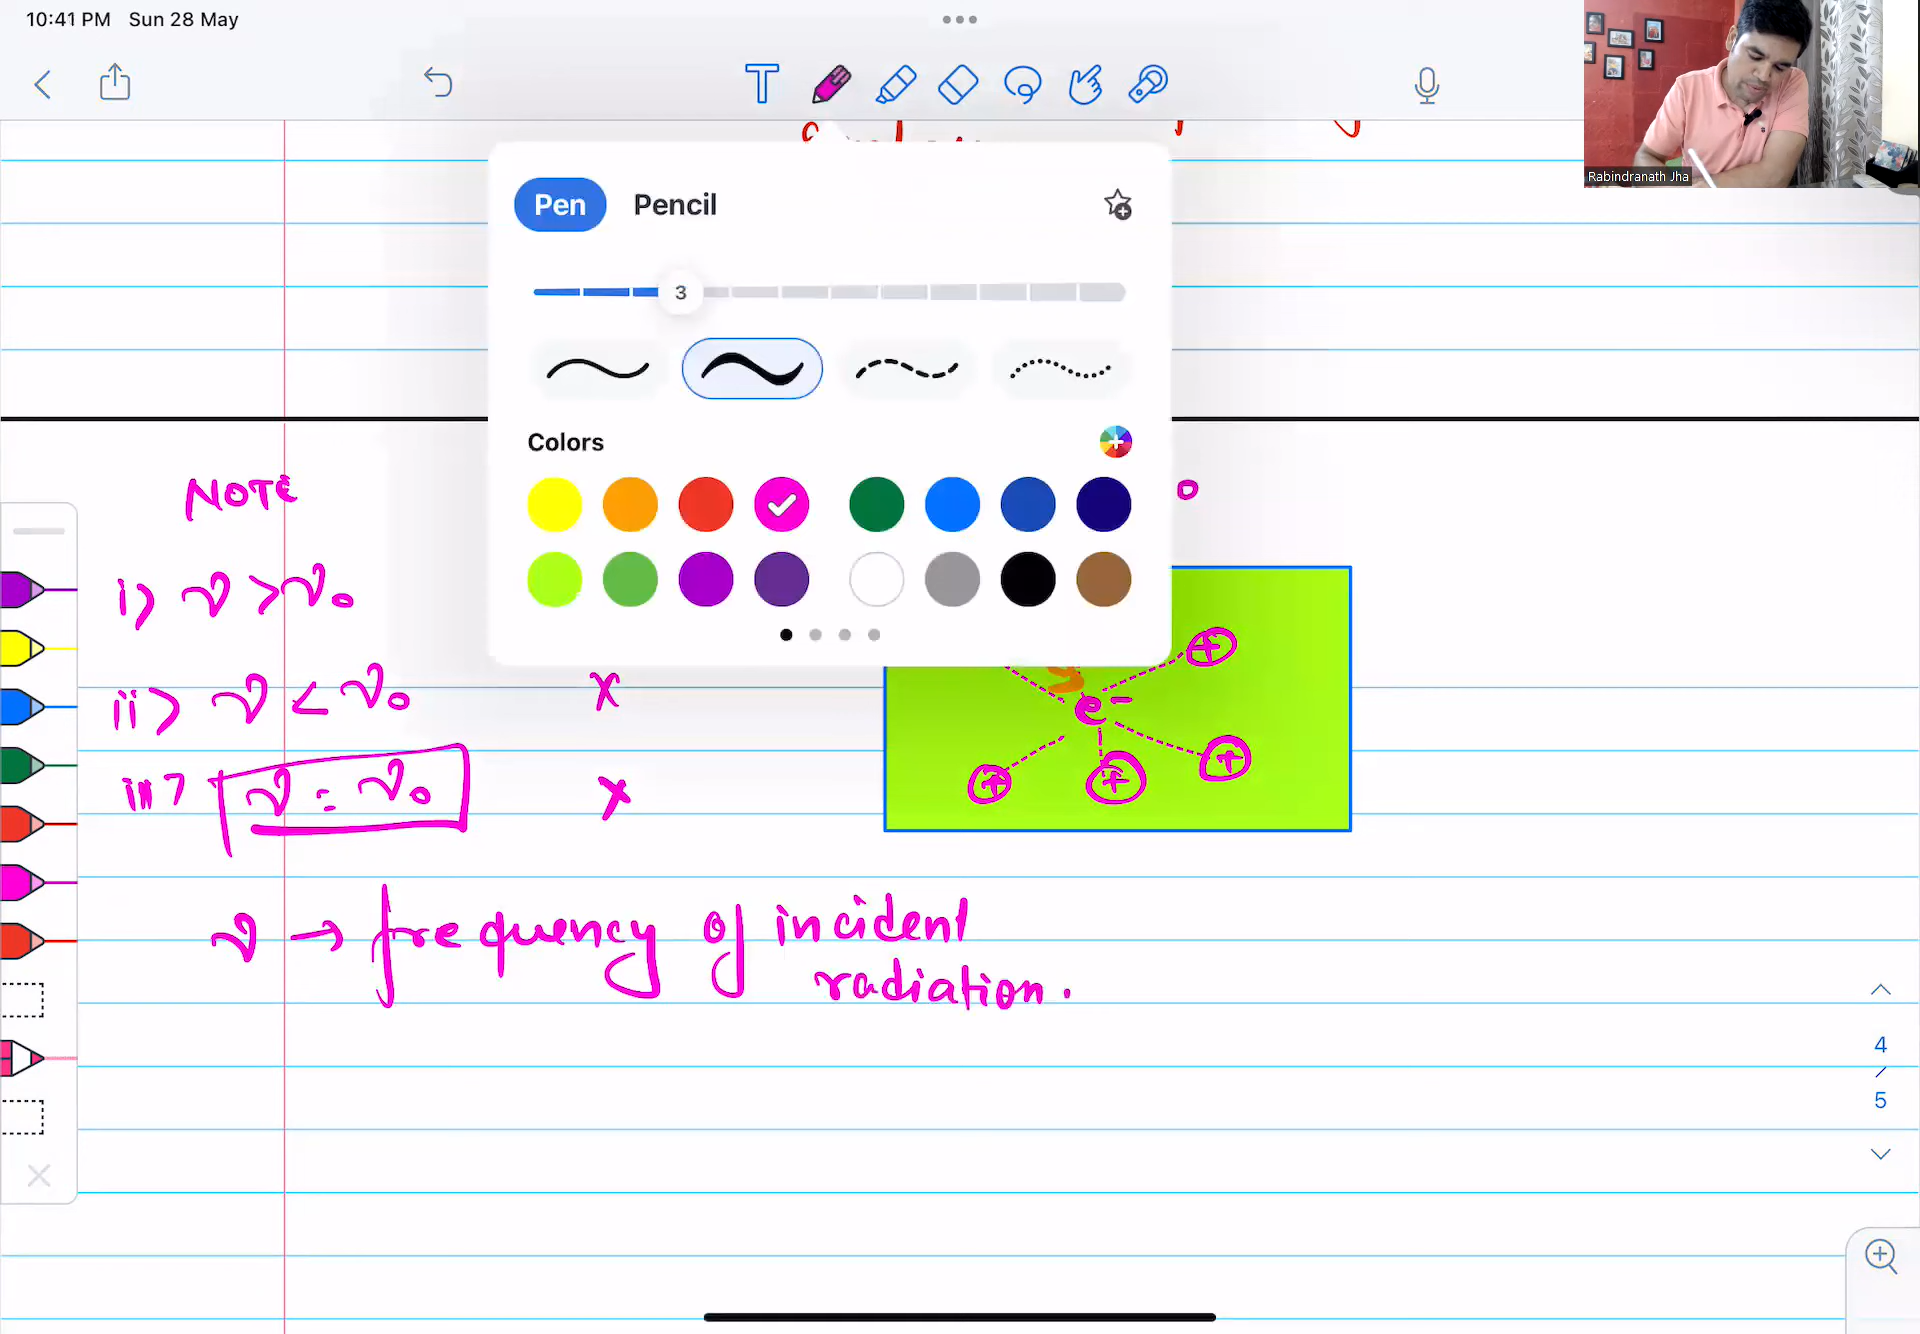 10:41 PM Sun 28 May
Rabindranath Jha
Pen Pencil
3
Colors
NOTE
i) ν > ν₀
ii) ν < ν₀ ×
iii) ν = ν₀ ×
e⁻
+
+
+
+
ν → frequency of incident
radiation.
4
/
5